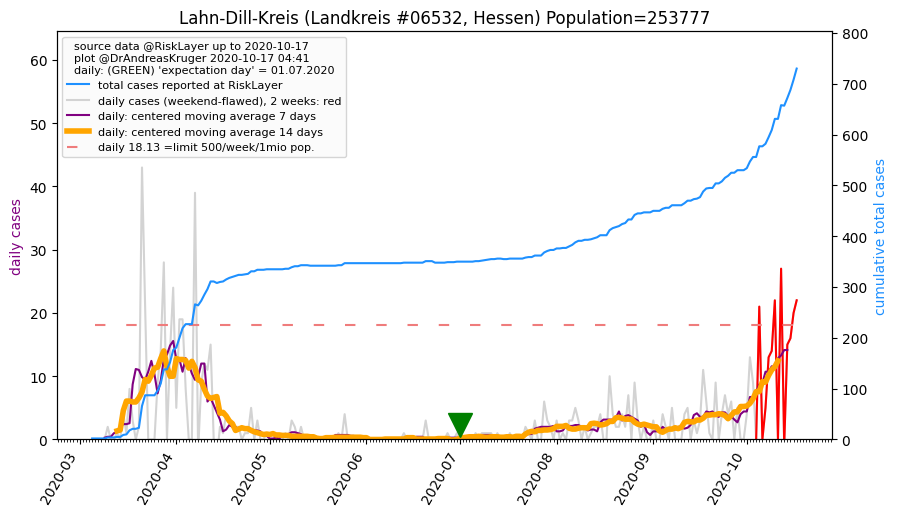 Lahn-Dill-Kreis (Landkreis #06532, Hessen) Population=253777
source data @RiskLayer up to 2020-10-17
plot @DrAndreasKruger 2020-10-17 04:41
daily: (GREEN) 'expectation day' = 01.07.2020
total cases reported at RiskLayer
daily cases (weekend-flawed), 2 weeks: red
daily: centered moving average 7 days
daily: centered moving average 14 days
daily 18.13 =limit 500/week/1mio pop.
daily cases
60
50
40
30
20
10
0
cumulative total cases
800
700
600
500
400
300
200
100
0
2020-03
2020-04
2020-05
2020-06
2020-07
2020-08
2020-09
2020-10